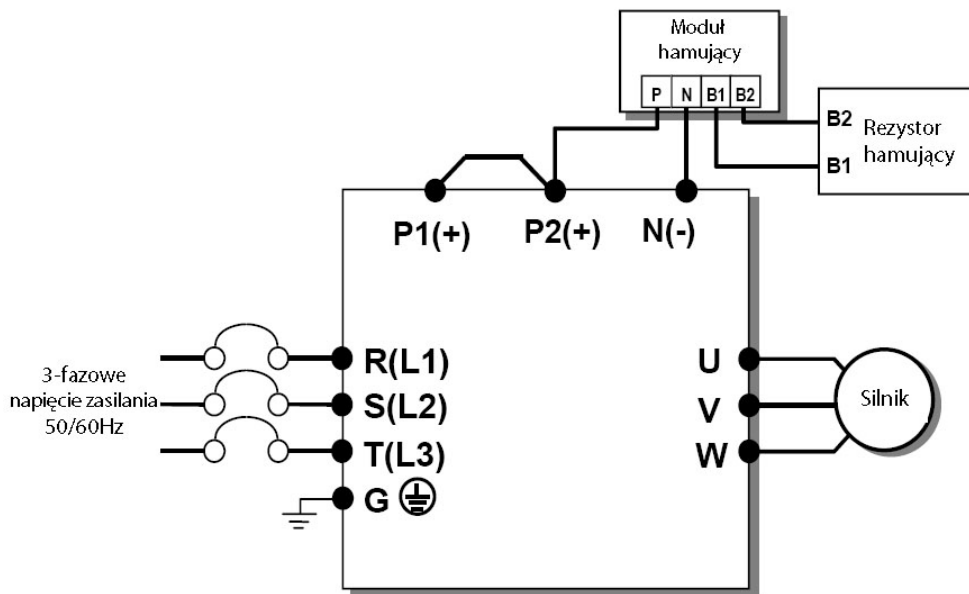 Moduł
hamujący
P N B1 B2
B2
Rezystor
hamujący
B1
P1(+) P2(+) N(-)
R(L1)
S(L2)
T(L3)
G
3-fazowe
napięcie zasilania
50/60Hz
U
V
W
Silnik